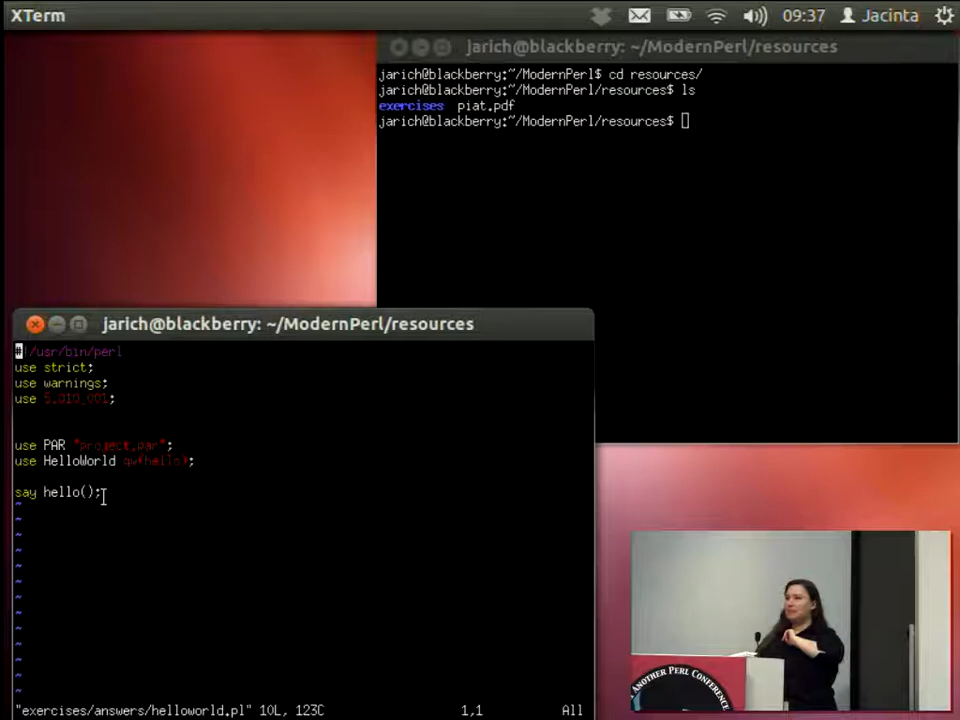 XTerm
09:37 Jacinta
jarich@blackberry: ~/ModernPerl/resources
jarich@blackberry:~/ModernPerl$ cd resources/
jarich@blackberry:~/ModernPerl/resources$ ls
exercises piat.pdf
jarich@blackberry:~/ModernPerl/resources$
jarich@blackberry: ~/ModernPerl/resources
#!/usr/bin/perl
use strict;
use warnings;
use 5.010_001;
use PAR "project.par";
use HelloWorld qw(hello);
say hello();
~
~
~
~
~
~
~
~
~
~
~
~
~
"exercises/answers/helloworld.pl" 10L, 123C 1,1 All
ANOTHER PERL CONFERENCE